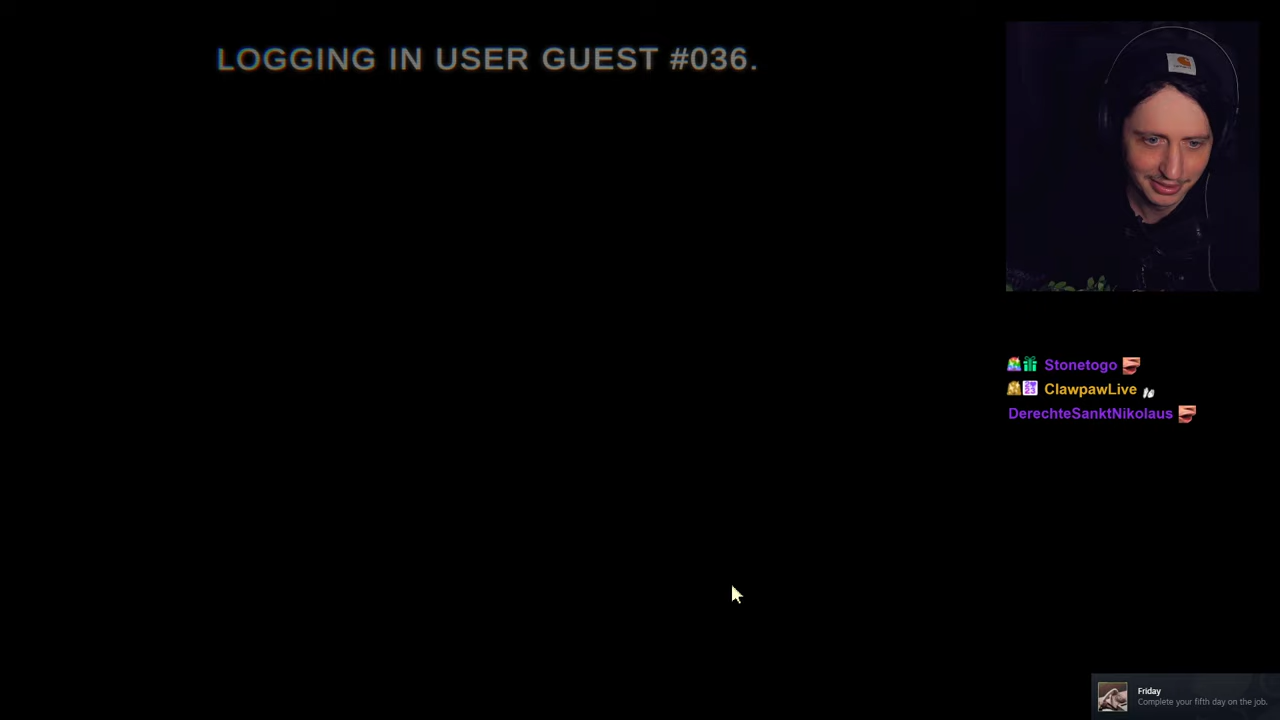 LOGGING IN USER GUEST #036.
Stonetogo
ClawpawLive
DerechteSanktNikolaus
Friday
Complete your fifth day on the job.